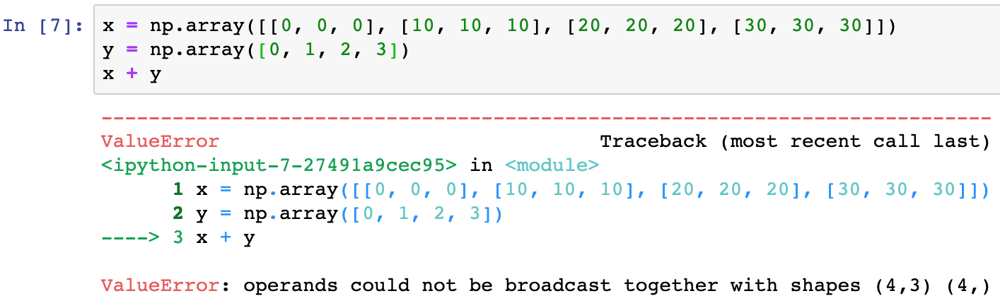 In [7]: x = np.array([[0, 0, 0], [10, 10, 10], [20, 20, 20], [30, 30, 30]])
y = np.array([0, 1, 2, 3])
x + y
---------------------------------------------------------------------------
ValueError                                Traceback (most recent call last)
<ipython-input-7-27491a9cec95> in <module>
      1 x = np.array([[0, 0, 0], [10, 10, 10], [20, 20, 20], [30, 30, 30]])
      2 y = np.array([0, 1, 2, 3])
----> 3 x + y
ValueError: operands could not be broadcast together with shapes (4,3) (4,)